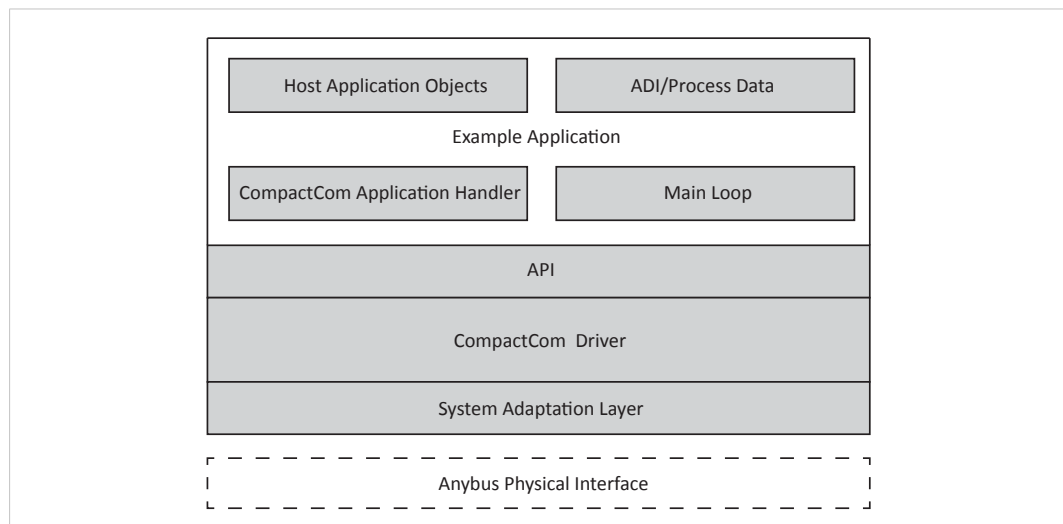 Host Application Objects
ADI/Process Data
Example Application
CompactCom Application Handler
Main Loop
API
CompactCom Driver
System Adaptation Layer
Anybus Physical Interface